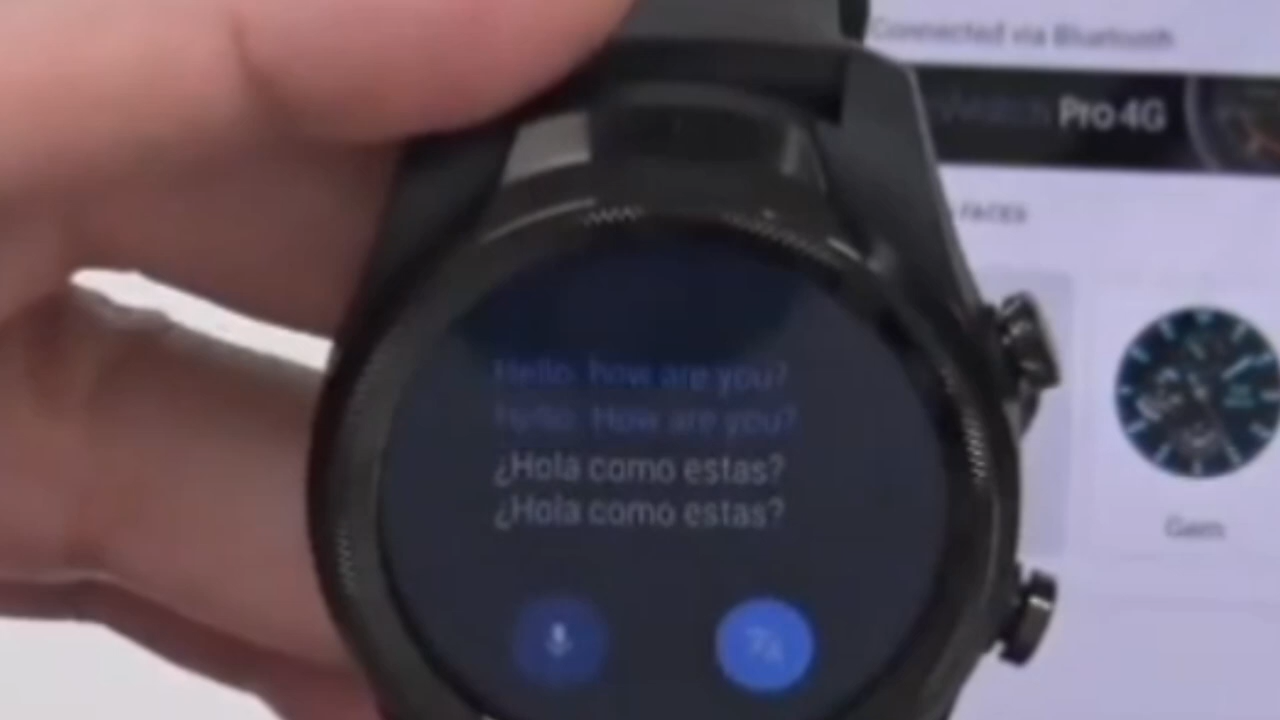 Connected via Bluetooth
Pro 4G
FACES
Hello. how are you?
Hello. How are you?
¿Hola como estas?
¿Hola como estas?